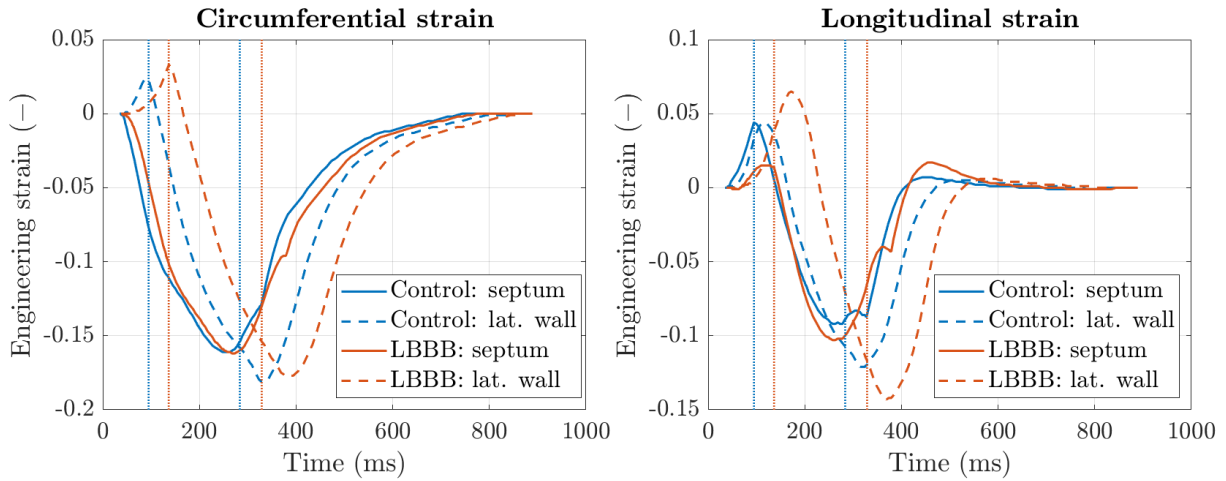 Circumferential strain
0.05
0
-0.05
-0.1
-0.15
-0.2
Engineering strain (−)
0 200 400 600 800 1000
Time (ms)
Control: septum
Control: lat. wall
LBBB: septum
LBBB: lat. wall
Longitudinal strain
0.1
0.05
0
-0.05
-0.1
-0.15
Engineering strain (−)
0 200 400 600 800 1000
Time (ms)
Control: septum
Control: lat. wall
LBBB: septum
LBBB: lat. wall